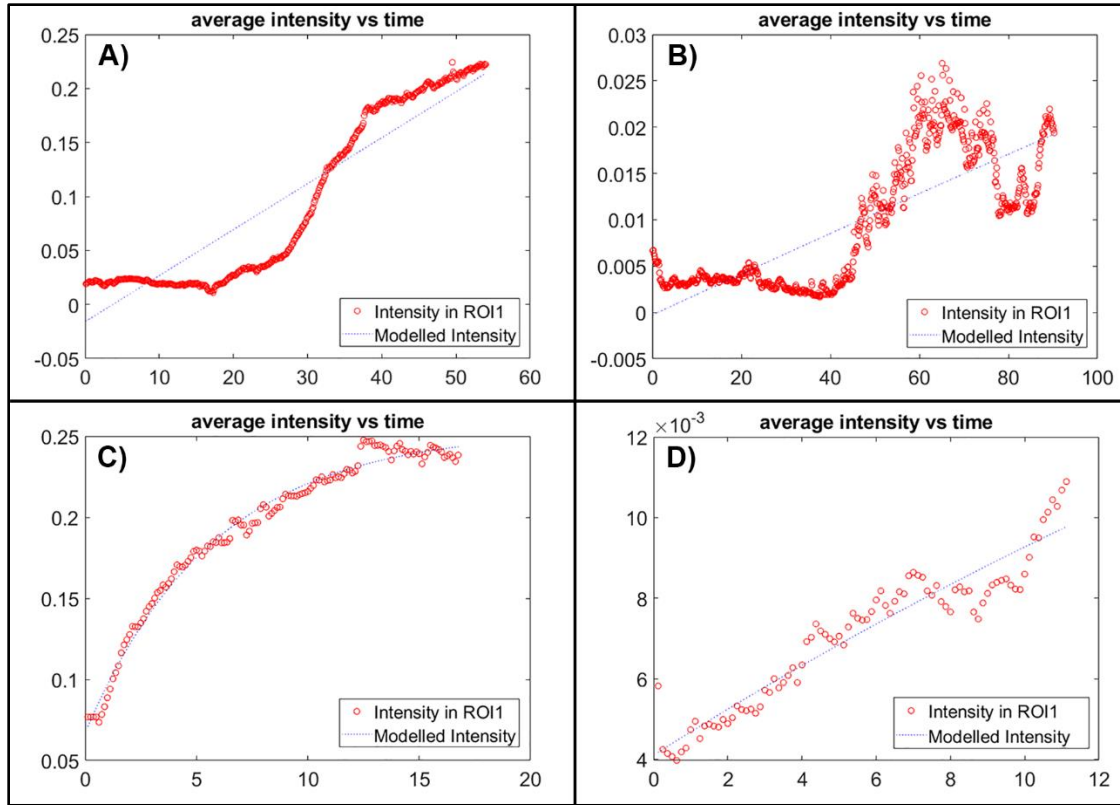 average intensity vs time
A)
0.25
0.2
0.15
0.1
0.05
0
-0.05
0 10 20 30 40 50 60
Intensity in ROI1
Modelled Intensity
average intensity vs time
B)
0.03
0.025
0.02
0.015
0.01
0.005
0
-0.005
0 20 40 60 80 100
Intensity in ROI1
Modelled Intensity
average intensity vs time
C)
0.25
0.2
0.15
0.1
0.05
0 5 10 15 20
Intensity in ROI1
Modelled Intensity
average intensity vs time
×10⁻³
D)
12
10
8
6
4
0 2 4 6 8 10 12
Intensity in ROI1
Modelled Intensity